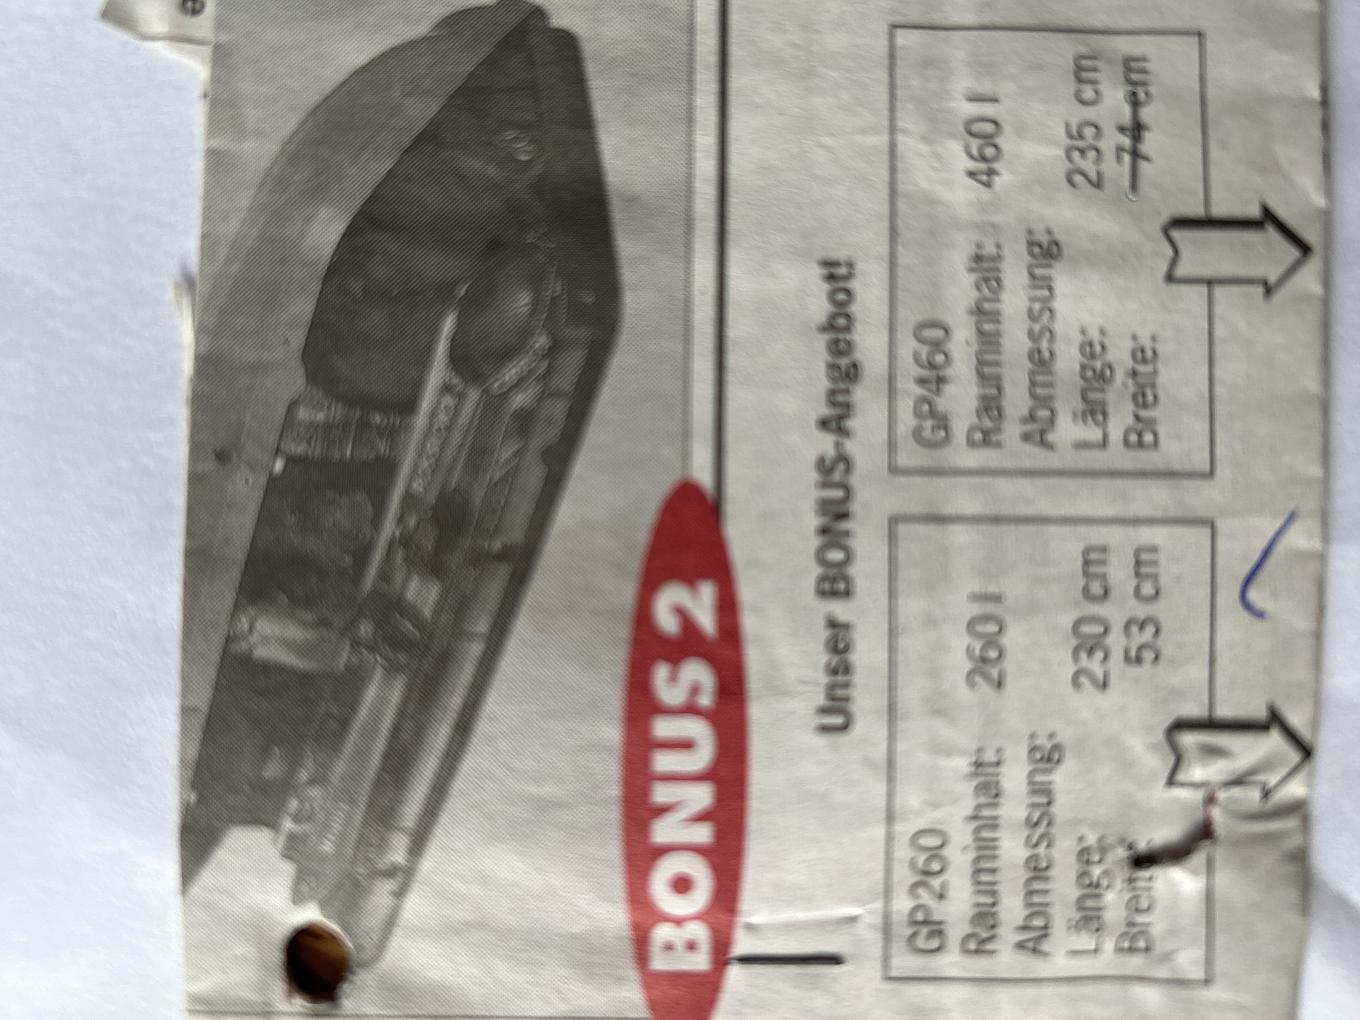 BONUS 2
Unser BONUS-Angebot!
GP260
Rauminhalt: 260 l
Abmessung:
Länge: 230 cm
Breite: 53 cm
GP460
Rauminhalt: 460 l
Abmessung:
Länge: 235 cm
Breite: 74 cm